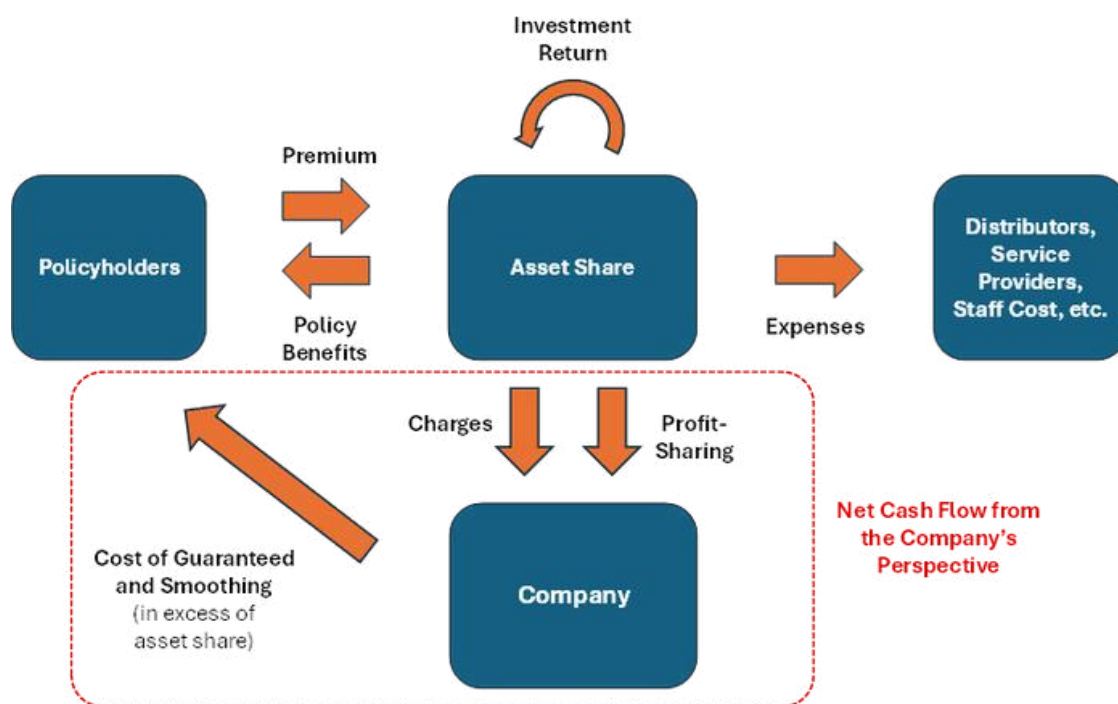 Investment
Return
Premium
Policyholders
Asset Share
Distributors,
Service
Providers,
Staff Cost, etc.
Policy
Benefits
Expenses
Charges
Profit-
Sharing
Net Cash Flow from
the Company's
Perspective
Cost of Guaranteed
and Smoothing
(in excess of
asset share)
Company